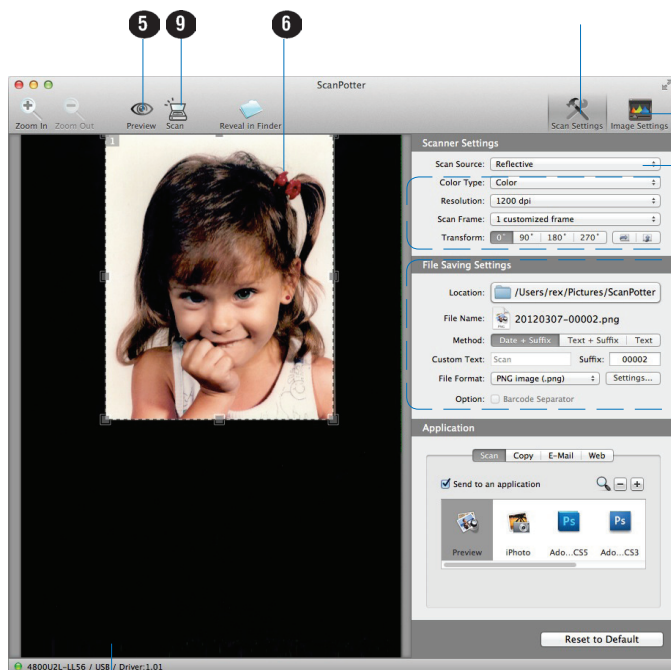 5 9 6
ScanPotter
Zoom In Zoom Out Preview Scan Reveal in Finder Scan Settings Image Settings
1
Scanner Settings
Scan Source: Reflective
Color Type: Color
Resolution: 1200 dpi
Scan Frame: 1 customized frame
Transform: 0° 90° 180° 270°
File Saving Settings
Location: /Users/rex/Pictures/ScanPotter
File Name: 20120307-00002.png
Method: Date + Suffix Text + Suffix Text
Custom Text: Scan Suffix: 00002
File Format: PNG image (.png) Settings...
Option: Barcode Separator
Application
Scan Copy E-Mail Web
Send to an application
Ps Ps
Preview iPhoto Ado...CS5 Ado...CS3
Reset to Default
4800U2L-LL56 / USB / Driver:1.01